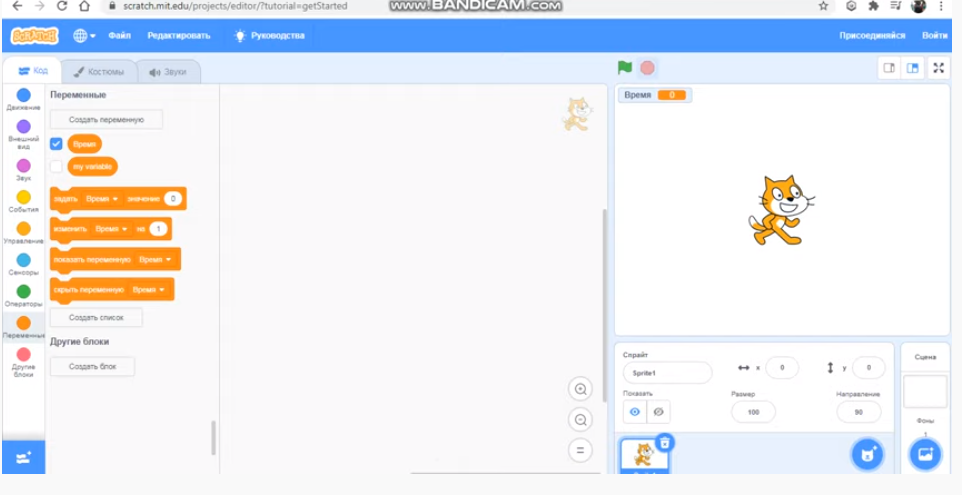 scratch.mit.edu/projects/editor/?tutorial=getStarted
www.BANDICAM.com
SCRATCH
Файл
Редактировать
Руководства
Присоединяйся
Войти
Код
Костюмы
Звуки
Движение
Внешний
вид
Звук
События
Управление
Сенсоры
Операторы
Переменные
Другие
блоки
Переменные
Создать переменную
Время
my variable
задать Время значение 0
изменить Время на 1
показать переменную Время
скрыть переменную Время
Создать список
Другие блоки
Создать блок
Время 0
Спрайт
Sprite1
x 0
y 0
Показать
Размер
100
Направление
90
Сцена
Фоны
1